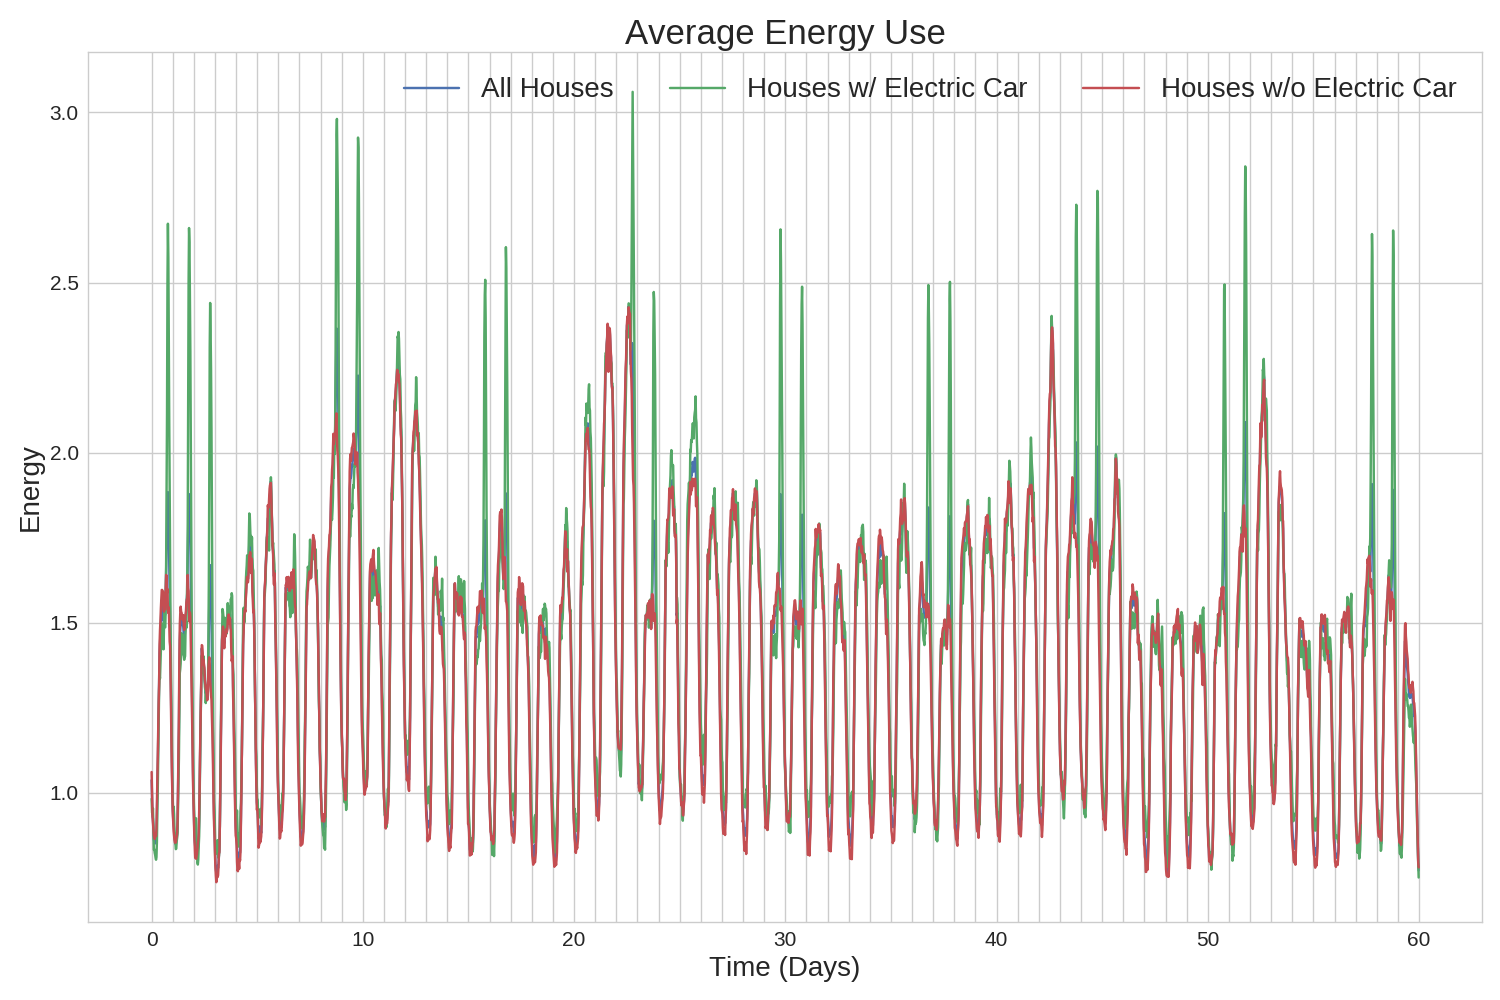 Average Energy Use
All Houses Houses w/ Electric Car Houses w/o Electric Car
3.0
2.5
2.0
1.5
1.0
Energy
0 10 20 30 40 50 60
Time (Days)